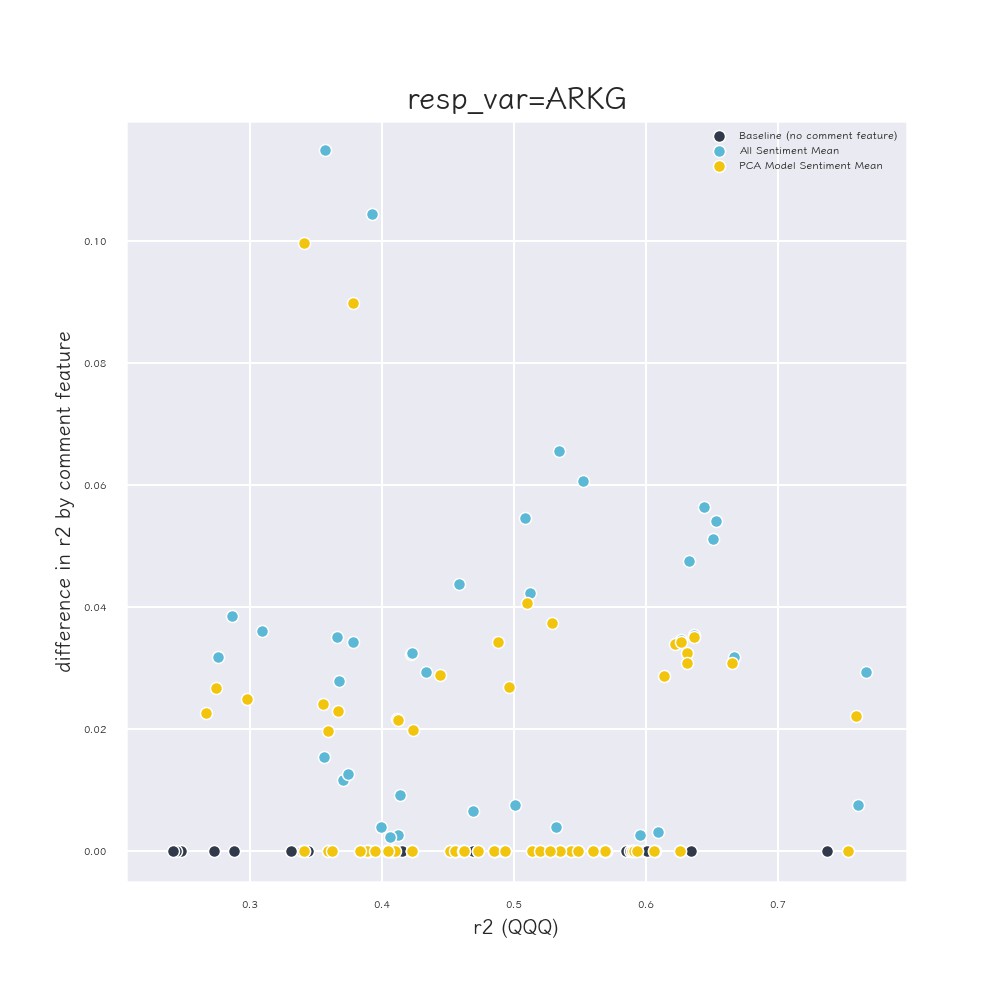 resp_var=ARKG
Baseline (no comment feature)
All Sentiment Mean
PCA Model Sentiment Mean
difference in r2 by comment feature
0.10
0.08
0.06
0.04
0.02
0.00
0.3 0.4 0.5 0.6 0.7
r2 (QQQ)